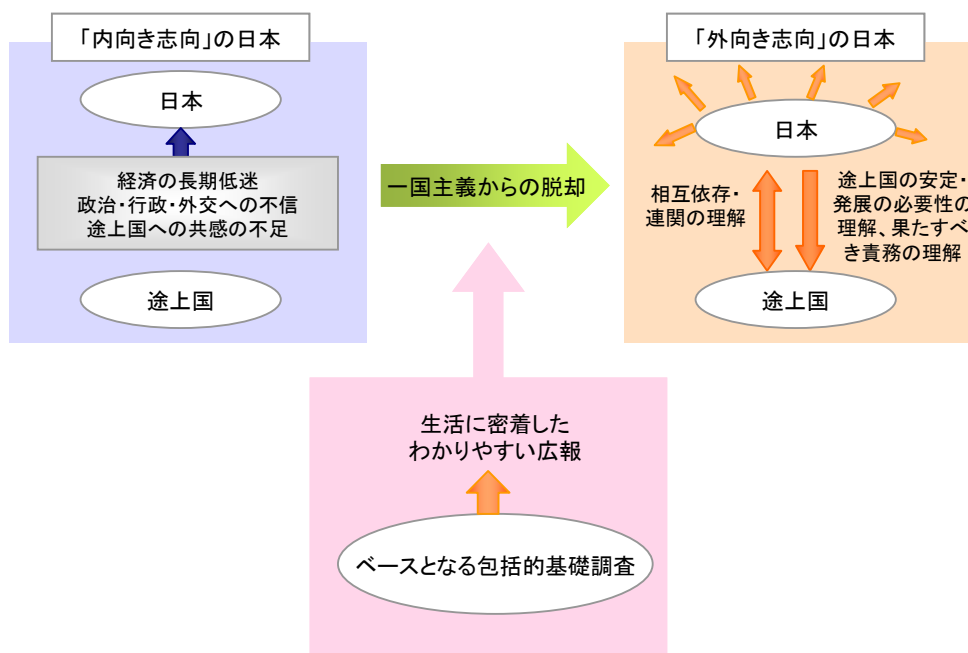 「内向き志向」の日本
日本
経済の長期低迷
政治・行政・外交への不信
途上国への共感の不足
途上国
一国主義からの脱却
「外向き志向」の日本
日本
相互依存・
連関の理解
途上国の安定・
発展の必要性の
理解、果たすべ
き責務の理解
途上国
生活に密着した
わかりやすい広報
ベースとなる包括的基礎調査